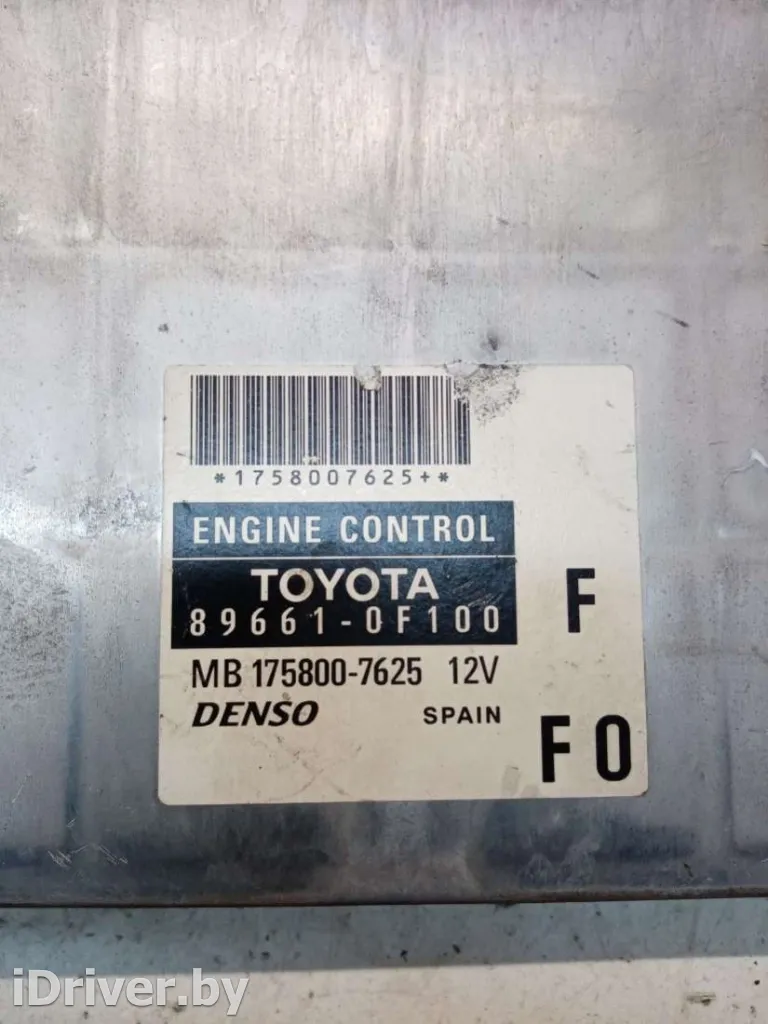 *1758007625+*
ENGINE CONTROL
TOYOTA
89661-0F100
F
MB 175800-7625 12V
DENSO SPAIN
F0
iDriver.by